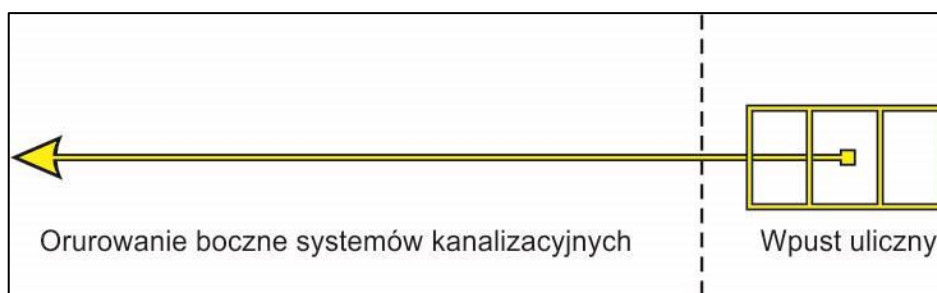 Orurowanie boczne systemów kanalizacyjnych
Wpust uliczny